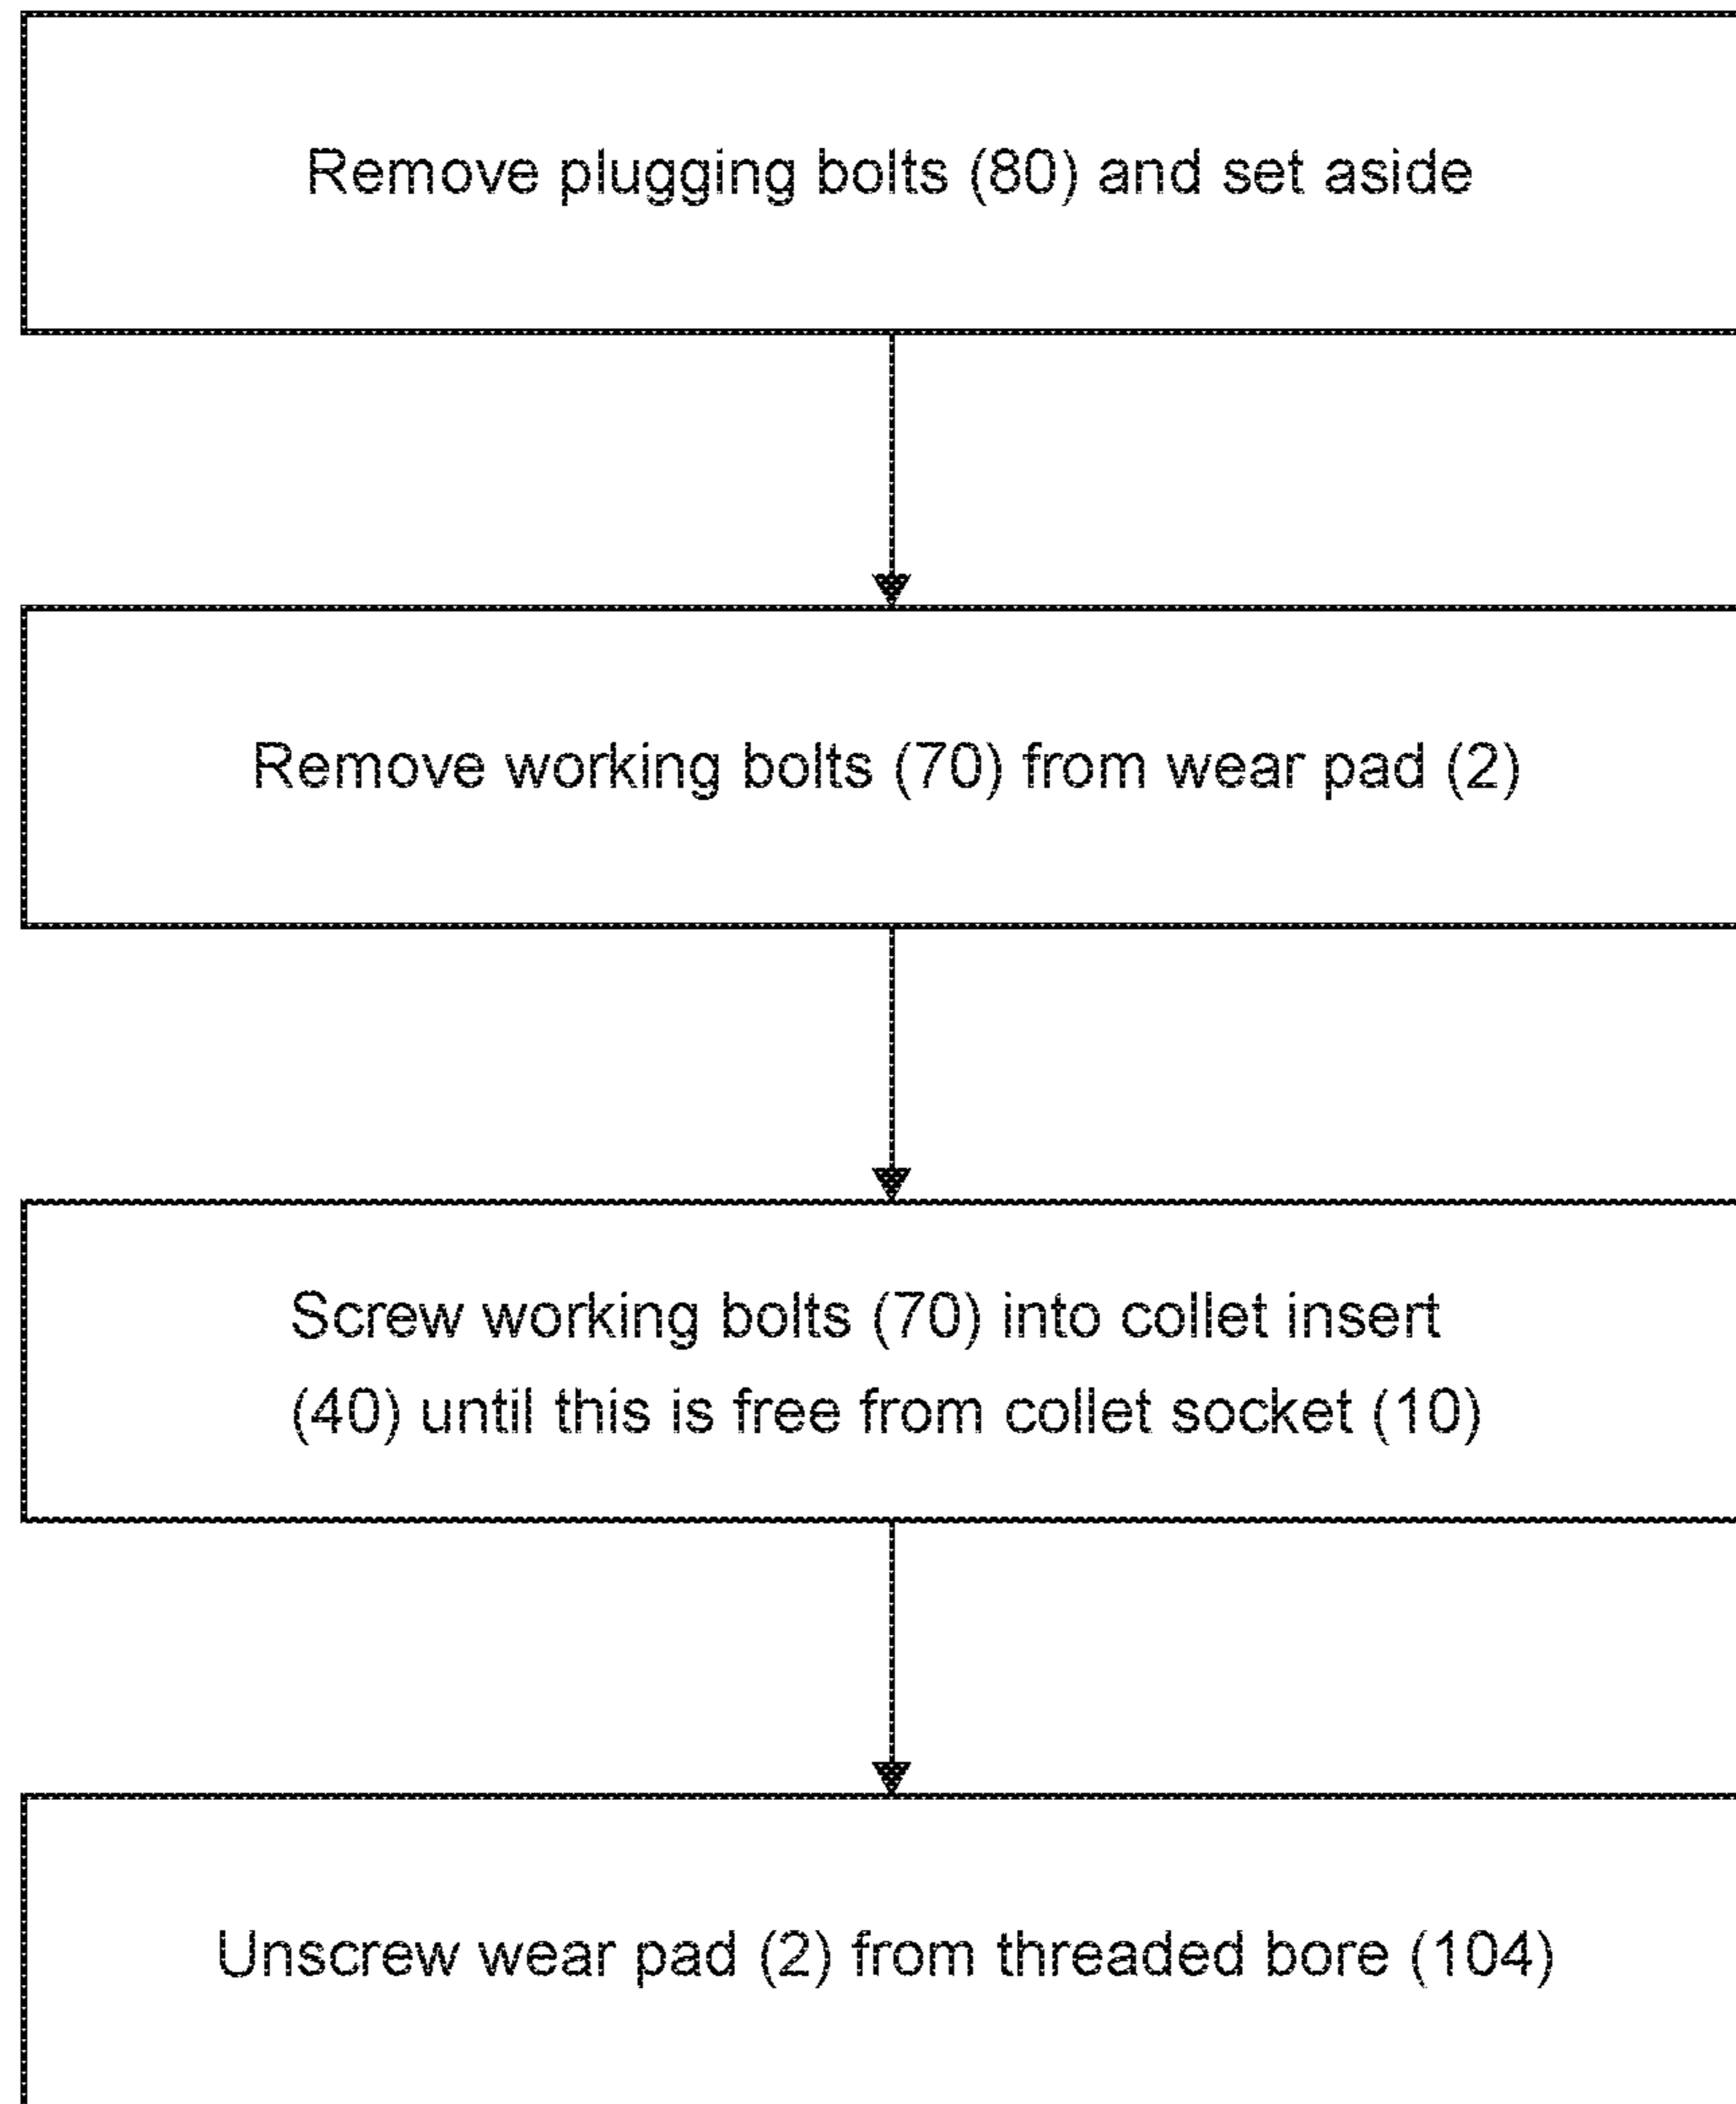 Remove plugging bolts (80) and set aside
Remove working bolts (70) from wear pad (2)
Screw working bolts (70) into collet insert
(40) until this is free from collet socket (10)
Unscrew wear pad (2) from threaded bore (104)